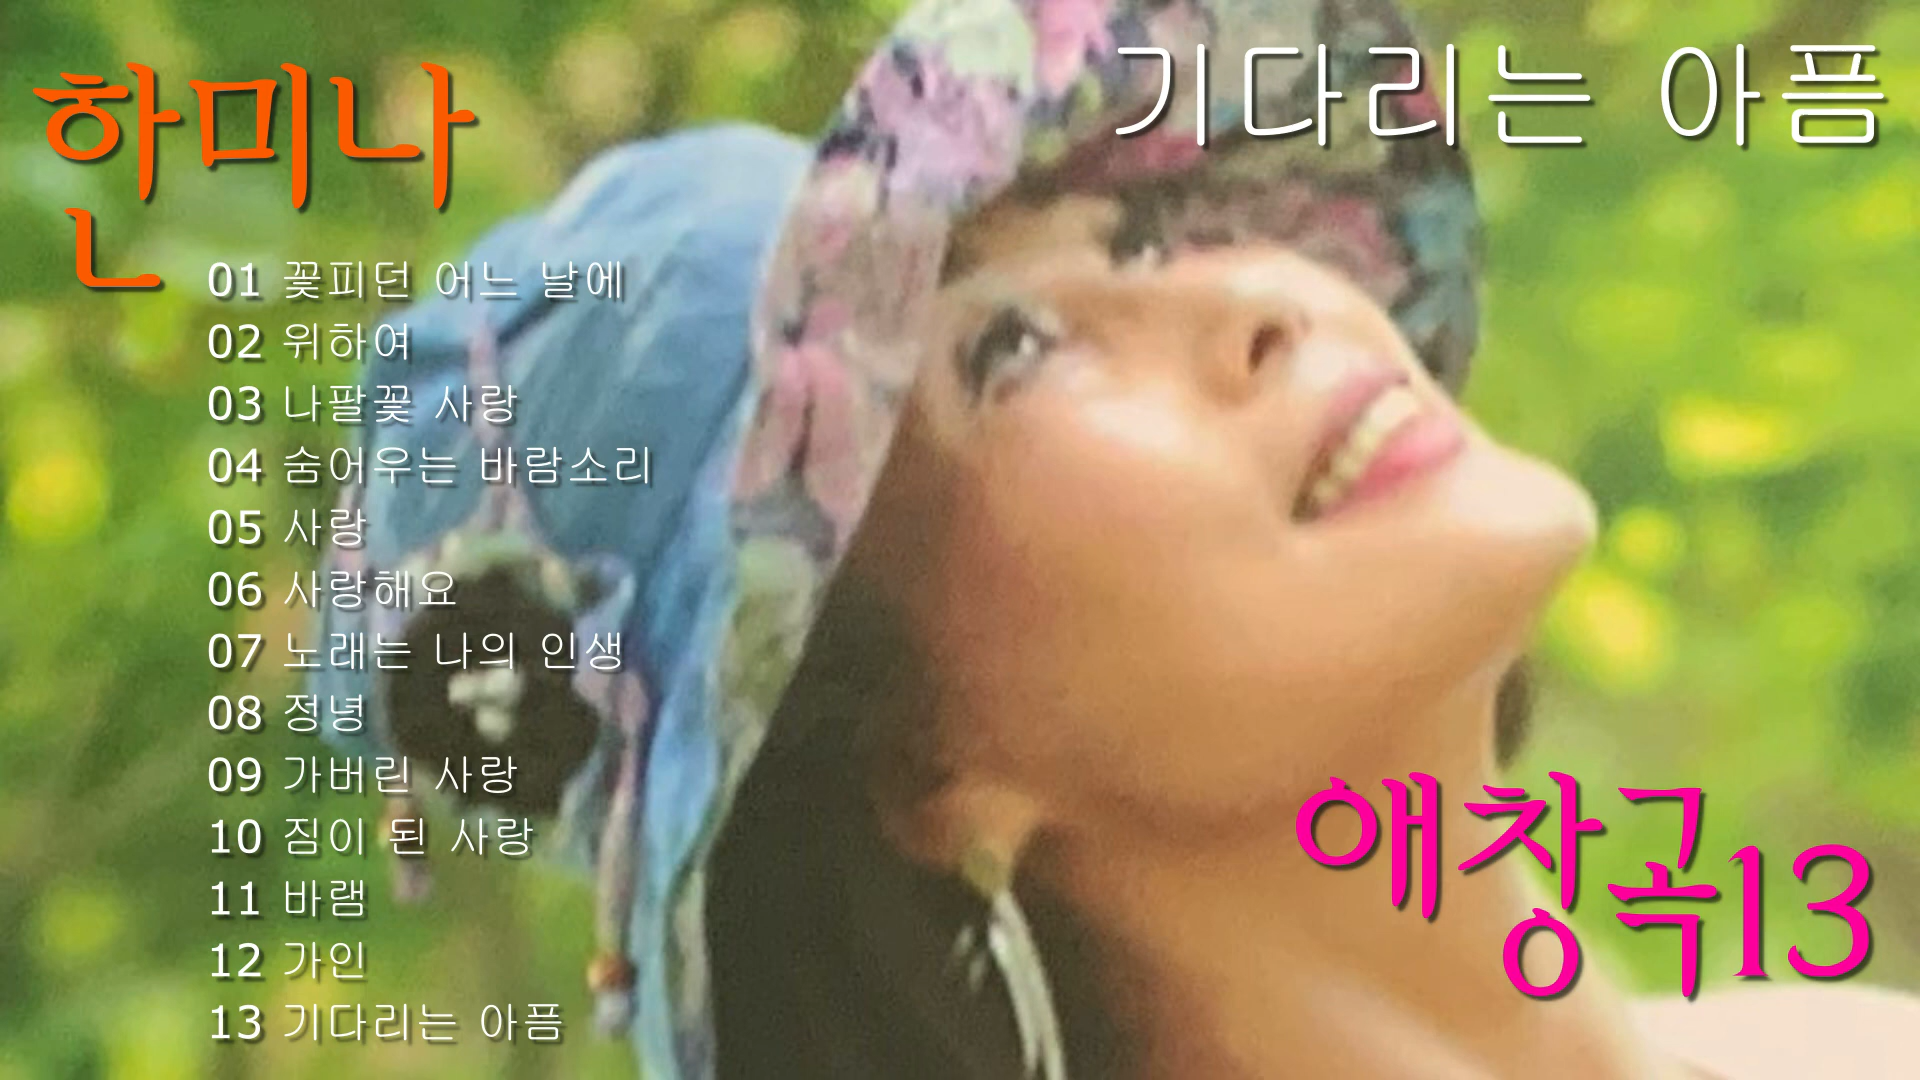 한미나
기다리는 아픔
01 꽃피던 어느 날에
02 위하여
03 나팔꽃 사랑
04 숨어우는 바람소리
05 사랑
06 사랑해요
07 노래는 나의 인생
08 정녕
09 가버린 사랑
10 짐이 된 사랑
11 바램
12 가인
13 기다리는 아픔
애창곡13